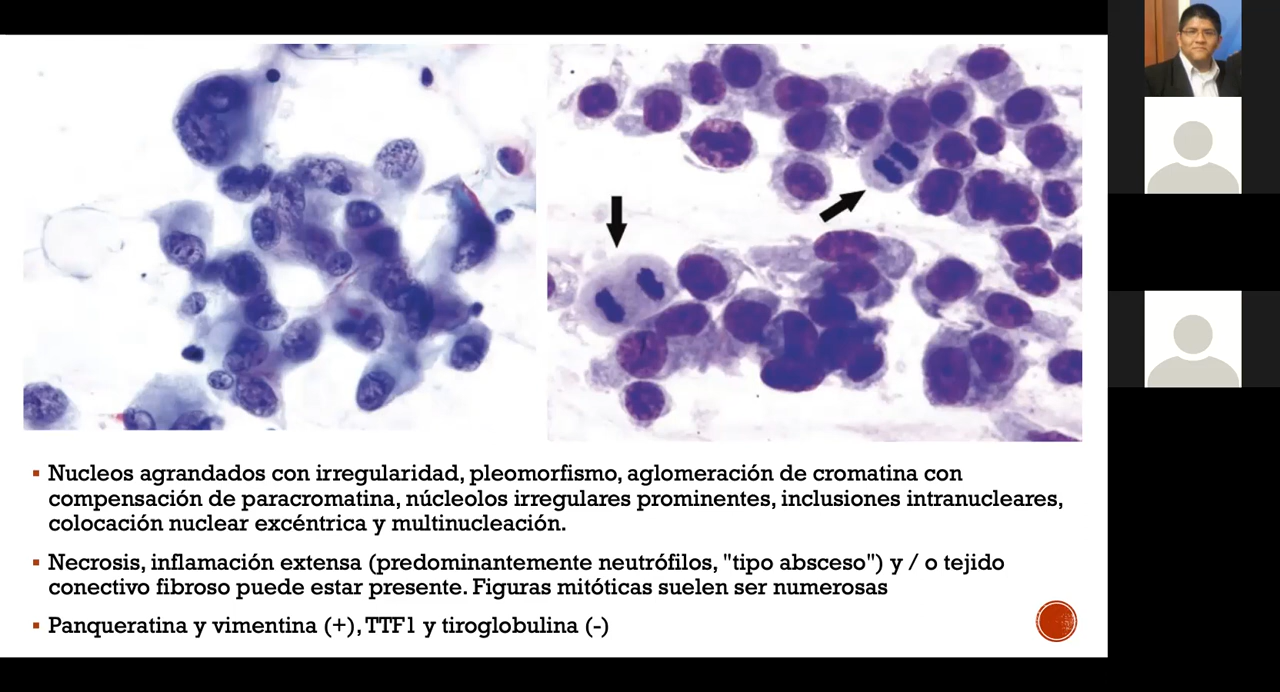 Nucleos agrandados con irregularidad, pleomorfismo, aglomeración de cromatina con
compensación de paracromatina, núcleolos irregulares prominentes, inclusiones intranucleares,
colocación nuclear excéntrica y multinucleación.
Necrosis, inflamación extensa (predominantemente neutrófilos, "tipo absceso") y / o tejido
conectivo fibroso puede estar presente. Figuras mitóticas suelen ser numerosas
Panqueratina y vimentina (+), TTF1 y tiroglobulina (-)